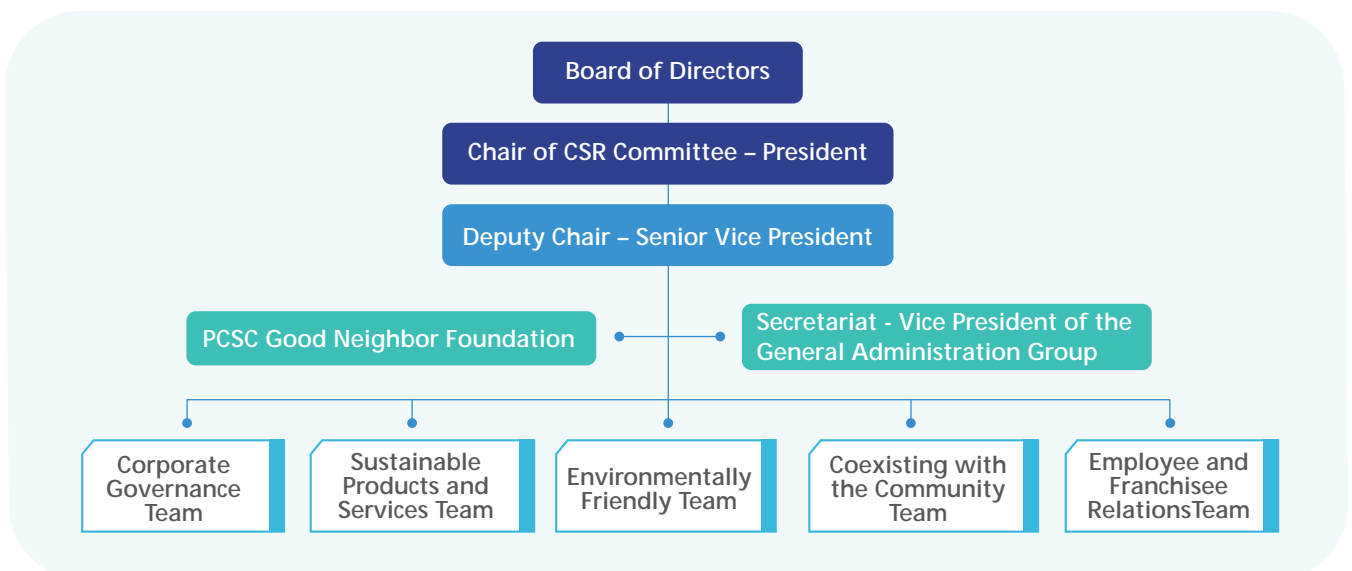 Board of Directors
Chair of CSR Committee – President
Deputy Chair – Senior Vice President
PCSC Good Neighbor Foundation
Secretariat - Vice President of the
General Administration Group
Corporate
Governance
Team
Sustainable
Products and
Services Team
Environmentally
Friendly Team
Coexisting with
the Community
Team
Employee and
Franchisee
RelationsTeam